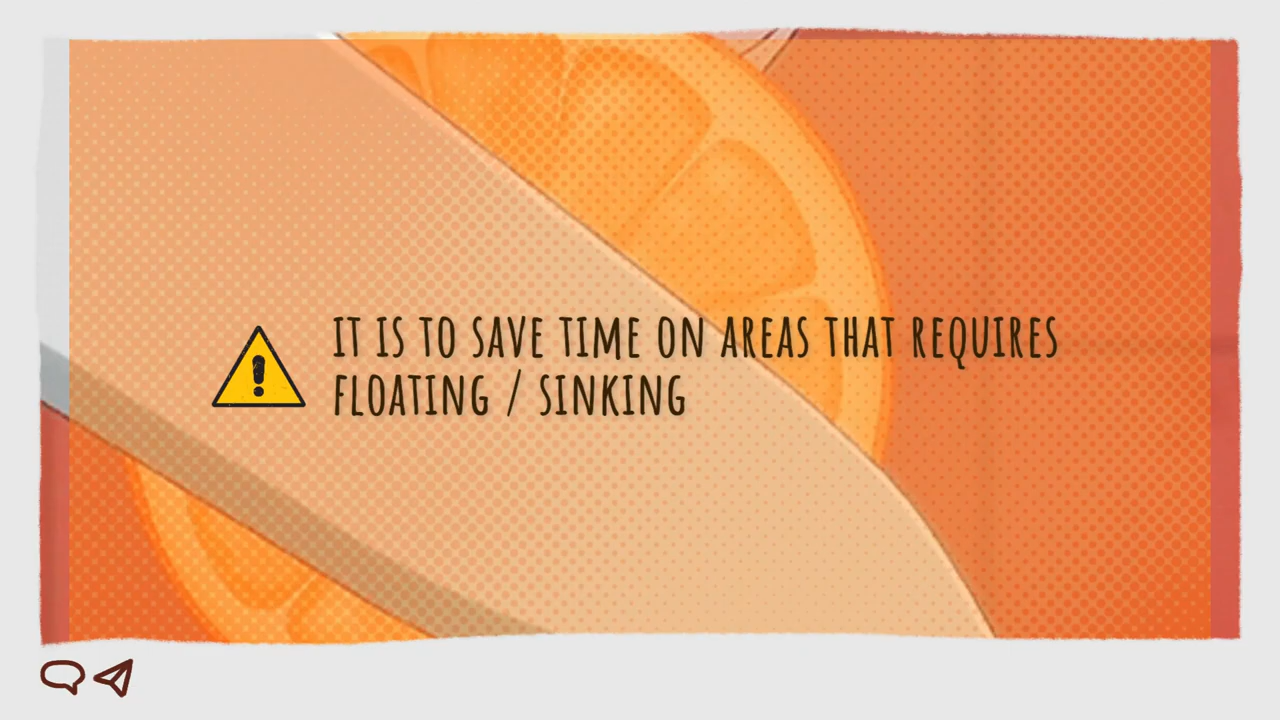 IT IS TO SAVE TIME ON AREAS THAT REQUIRES
FLOATING / SINKING